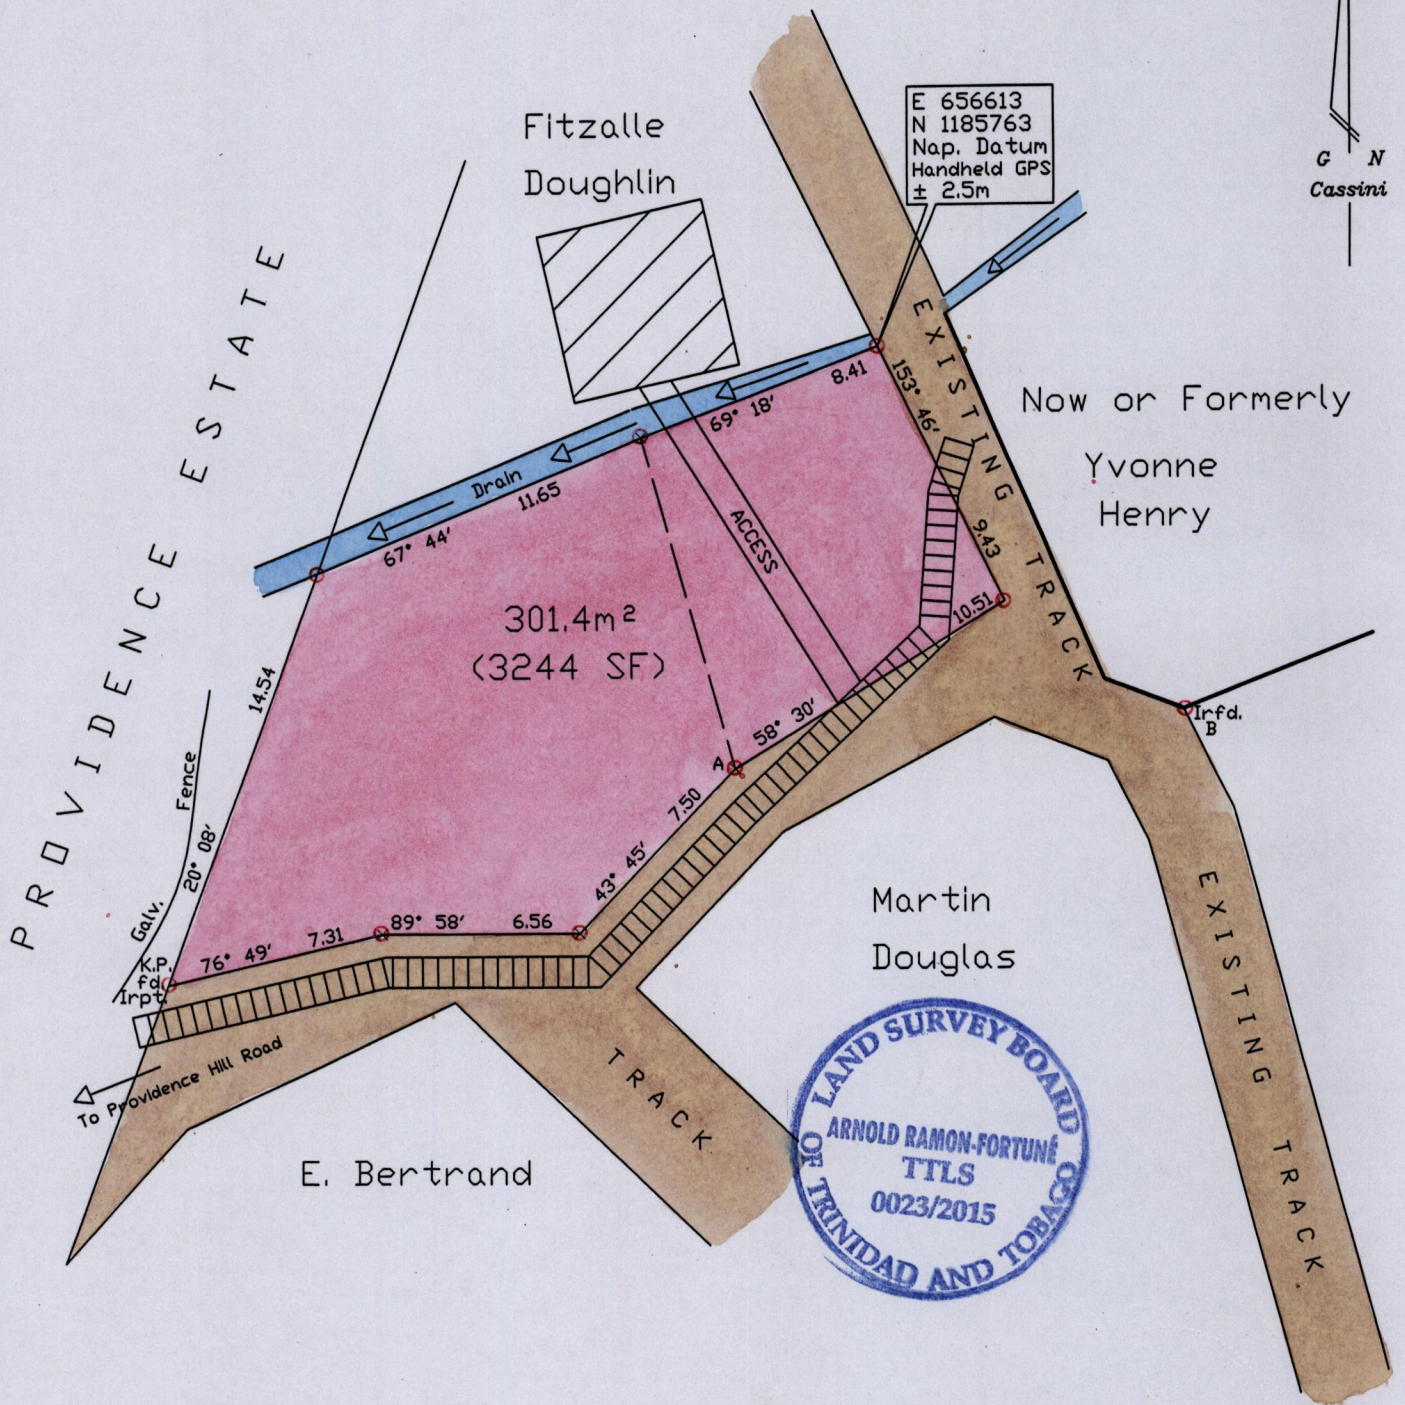 E 656613
N 1185763
Nap. Datum
Handheld GPS
± 2.5m
G N
Cassini
Fitzalle
Doughlin
PROVIDENCE ESTATE
EXISTING TRACK
Now or Formerly
Yvonne
Henry
8.41
69° 18'
153° 46'
9.43
Drain
11.65
67° 44'
ACCESS
10.51
301.4m²
(3244 SF)
14.54
20° 08'
Fence
Galv.
58° 30'
A
7.50
43° 45'
Irfd.
B
K.P.
fd
Irpt.
76° 49'
7.31
89° 58'
6.56
Martin
Douglas
EXISTING TRACK
To Providence Hill Road
TRACK
E. Bertrand
LAND SURVEY BOARD
ARNOLD RAMON-FORTUNÉ
TTLS
0023/2015
OF TRINIDAD AND TOBAGO